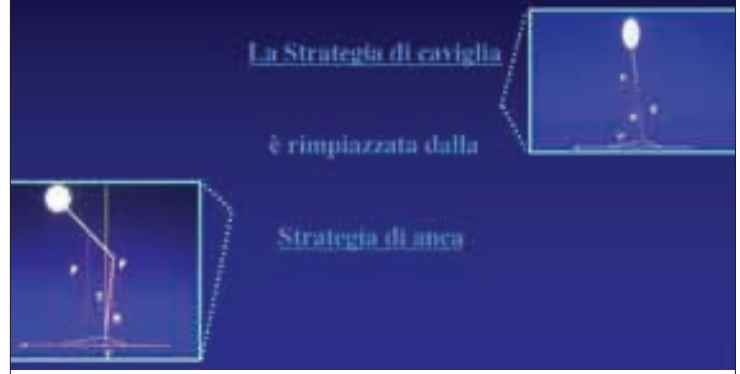 La Strategia di caviglia
è rimpiazzata dalla
Strategia di anca